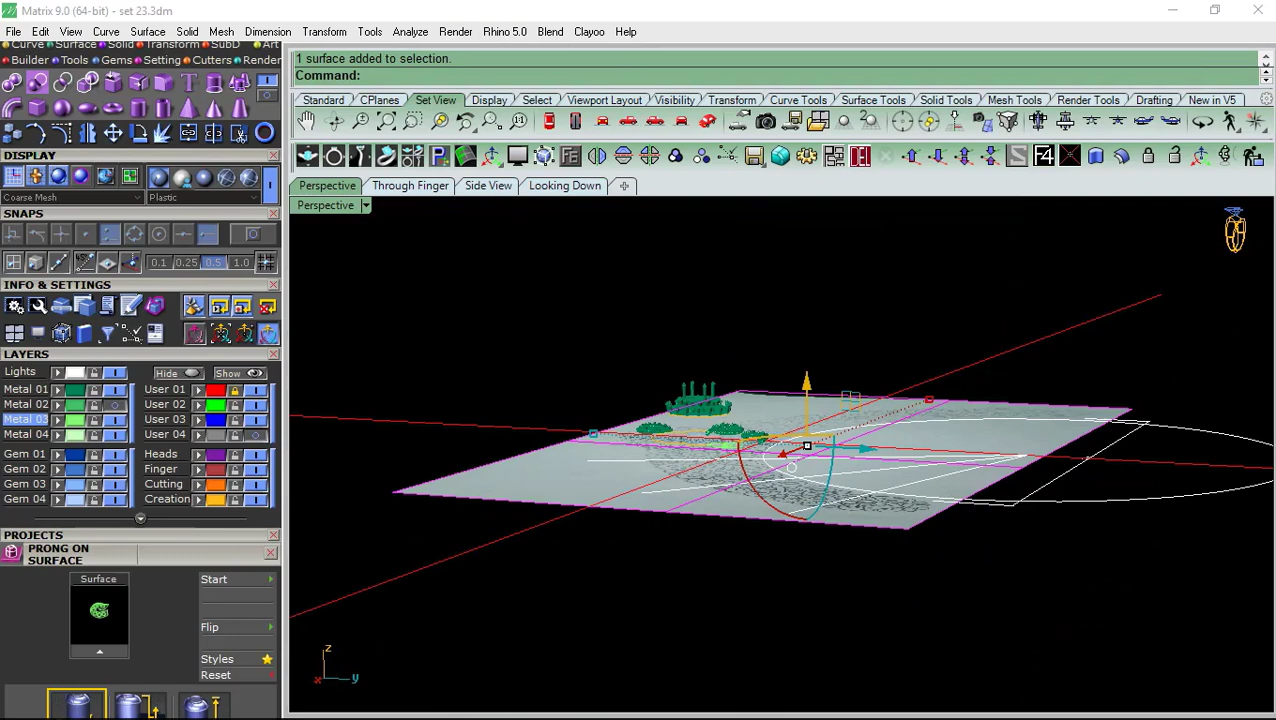 Matrix 9.0 (64-bit) - set 23.3dm
File Edit View Curve Surface Solid Mesh Dimension Transform Tools Analyze Render Rhino 5.0 Blend Clayoo Help
Curve Surface Solid Transform SubD Art
Builder Tools Gems Setting Cutters Render
1 surface added to selection.
Command:
Standard CPlanes Set View Display Select Viewport Layout Visibility Transform Curve Tools Surface Tools Solid Tools Mesh Tools Render Tools Drafting New in V5
DISPLAY
Coarse Mesh Plastic
Perspective Through Finger Side View Looking Down
Perspective
SNAPS
0.1 0.25 0.5 1.0
INFO & SETTINGS
LAYERS
Lights Hide Show
Metal 01 User 01
Metal 02 User 02
Metal 03 User 03
Metal 04 User 04
Gem 01 Heads
Gem 02 Finger
Gem 03 Cutting
Gem 04 Creation
PROJECTS
PRONG ON
SURFACE
Surface Start
Flip
Styles
Reset
z
x y
F4